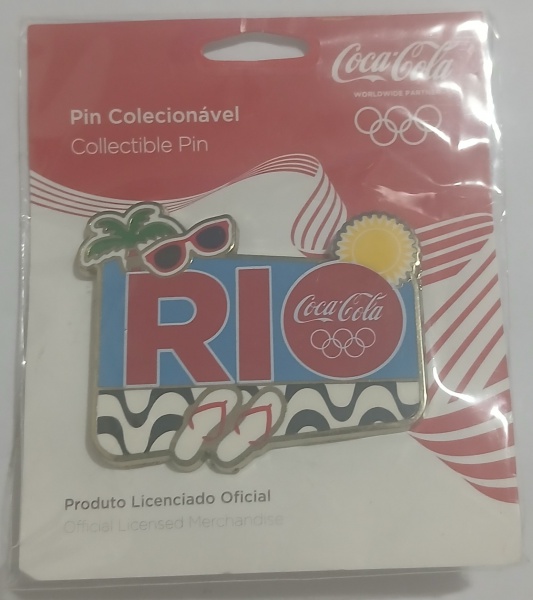 Coca-Cola
WORLDWIDE PARTNER
Pin Colecionável
Collectible Pin
RIO
Coca-Cola
Produto Licenciado Oficial
Official Licensed Merchandise